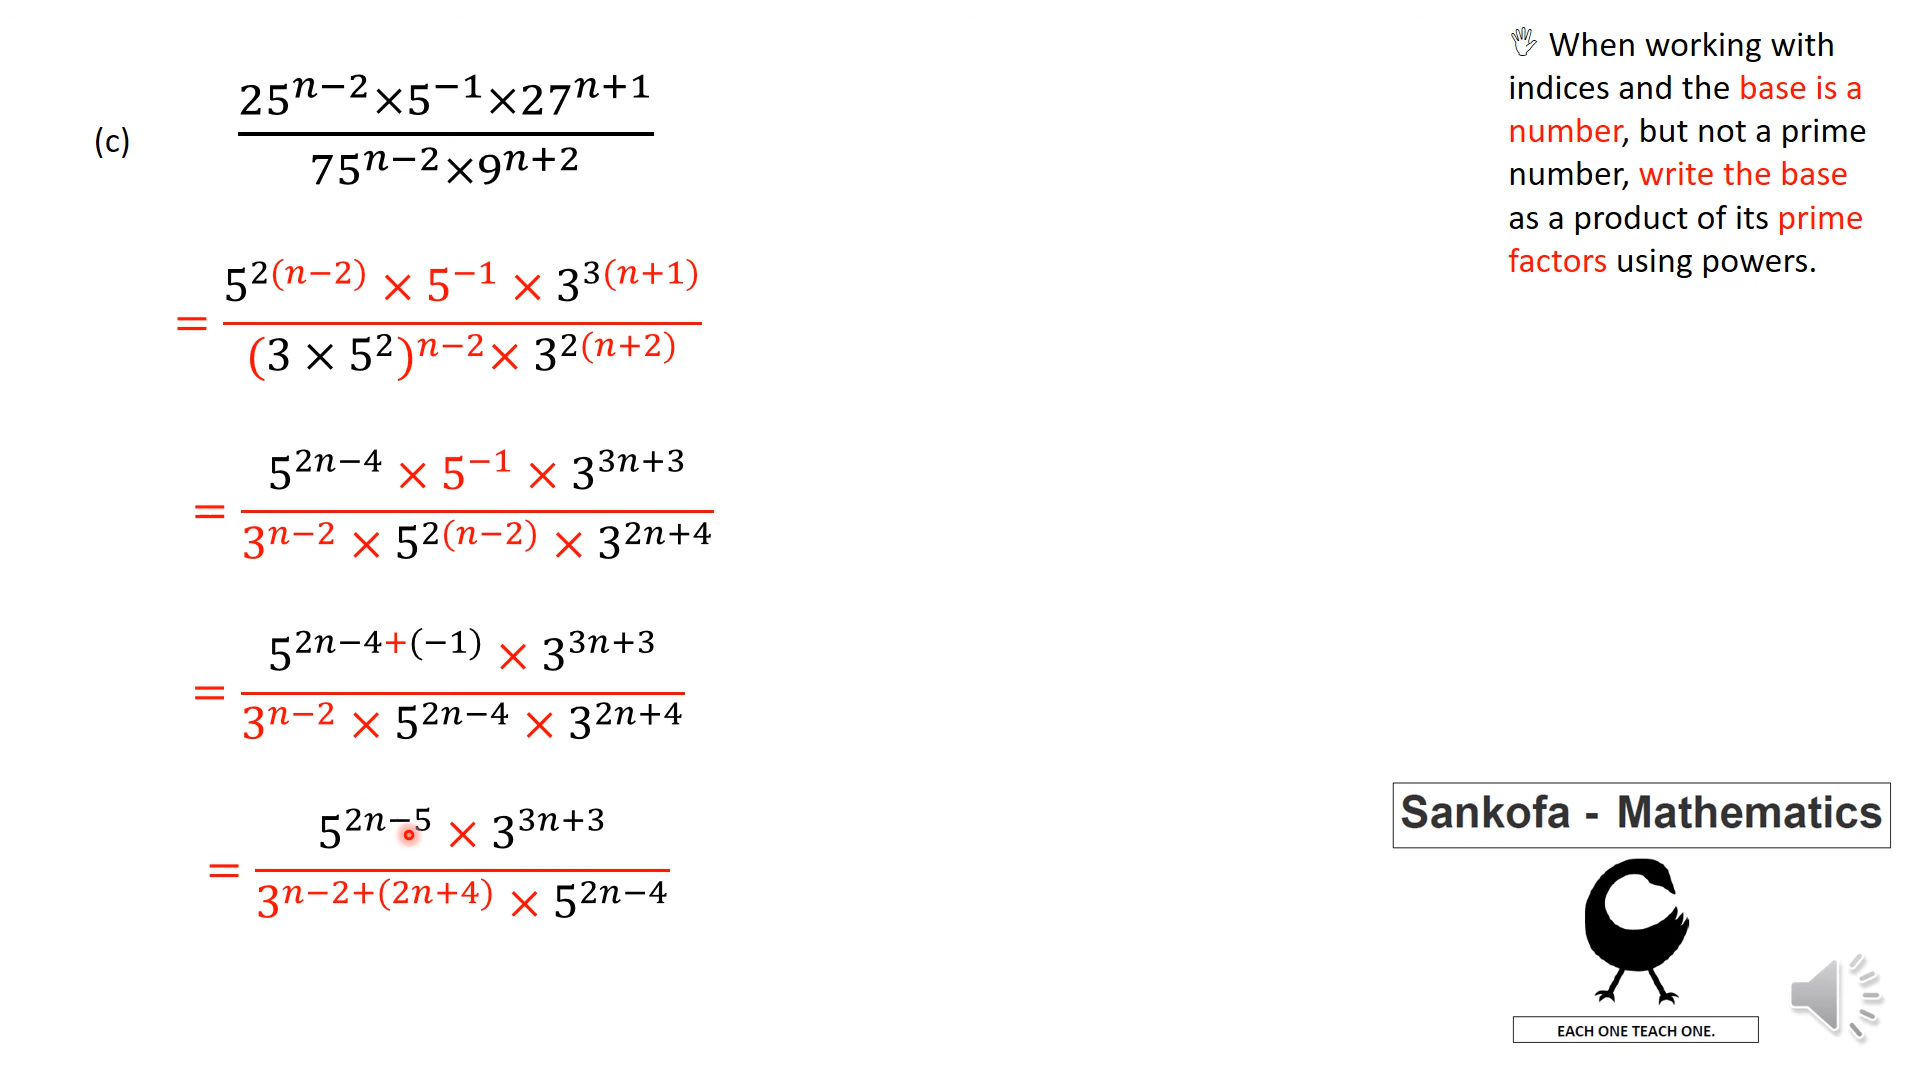 (c) \frac{25^{n-2}×5^{-1}×27^{n+1}}{75^{n-2}×9^{n+2}}
= \frac{5^{2(n-2)} × 5^{-1} × 3^{3(n+1)}}{(3 × 5^{2})^{n-2}× 3^{2(n+2)}}
= \frac{5^{2n-4} × 5^{-1} × 3^{3n+3}}{3^{n-2} × 5^{2(n-2)} × 3^{2n+4}}
= \frac{5^{2n-4+(-1)} × 3^{3n+3}}{3^{n-2} × 5^{2n-4} × 3^{2n+4}}
= \frac{5^{2n-5} × 3^{3n+3}}{3^{n-2+(2n+4)} × 5^{2n-4}}
🖑 When working with
indices and the base is a
number, but not a prime
number, write the base
as a product of its prime
factors using powers.
Sankofa - Mathematics
EACH ONE TEACH ONE.